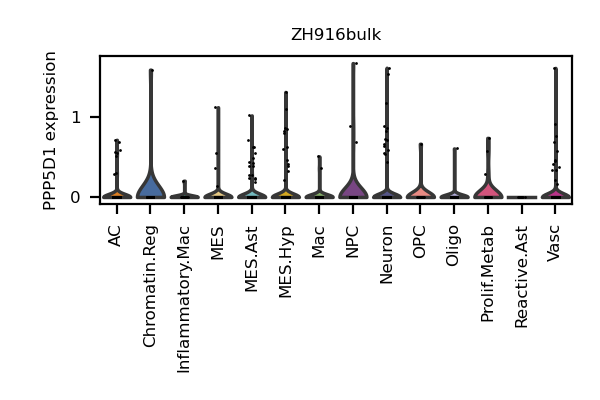 ZH916bulk
PPP5D1 expression
1
0
AC
Chromatin.Reg
Inflammatory.Mac
MES
MES.Ast
MES.Hyp
Mac
NPC
Neuron
OPC
Oligo
Prolif.Metab
Reactive.Ast
Vasc